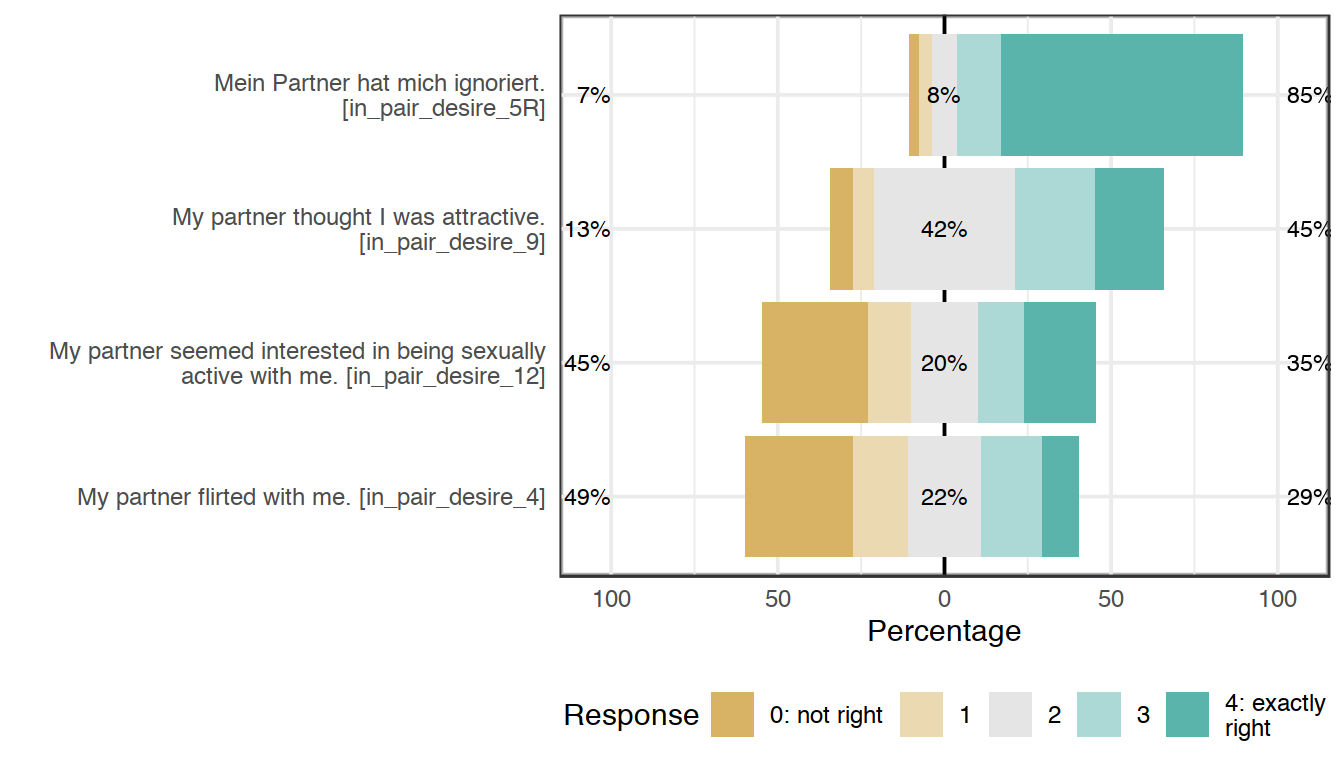 Mein Partner hat mich ignoriert.
[in_pair_desire_5R]
7%
8%
85%
My partner thought I was attractive.
[in_pair_desire_9]
13%
42%
45%
My partner seemed interested in being sexually
active with me. [in_pair_desire_12]
45%
20%
35%
My partner flirted with me. [in_pair_desire_4]
49%
22%
29%
100 50 0 50 100
Percentage
Response 0: not right 1 2 3 4: exactly
right